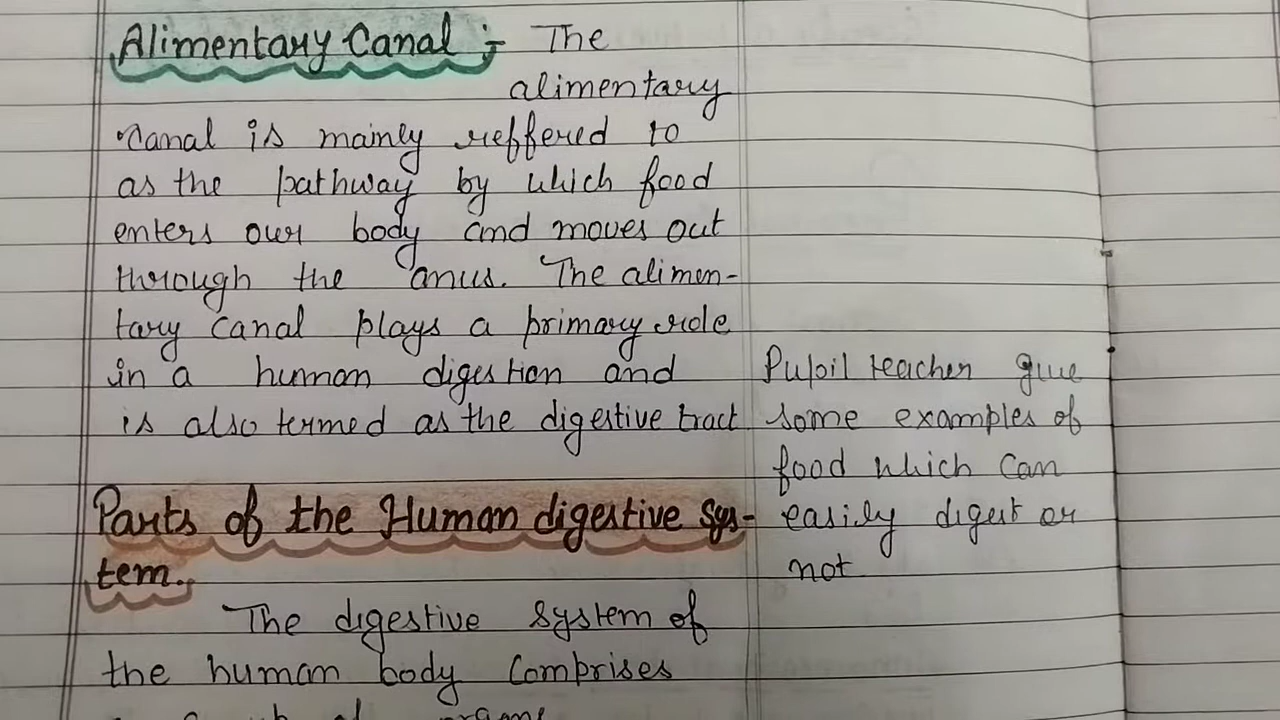 Alimentary Canal :- The
alimentary
Canal is mainly reffered to
as the pathway by which food
enters our body and moves out
through the anus. The alimen-
tary canal plays a primary role
in a human digestion and
is also termed as the digestive tract
Parts of the Human digestive Sys-
tem.
The digestive system of
the human body comprises
Pupil teacher give
some examples of
food which can
easily digest or
not